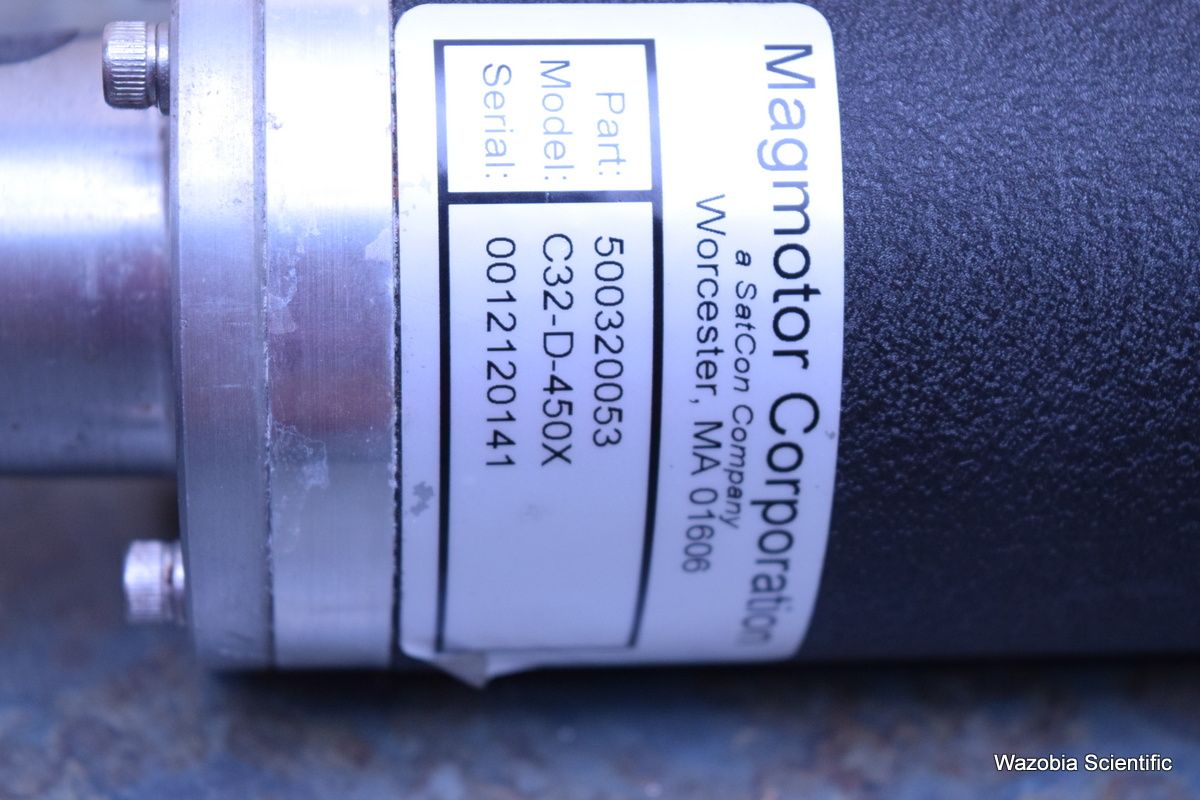 Magmotor Corporation
a SatCon Company
Worcester, MA 01606
Part: 500320053
Model: C32-D-450X
Serial: 0012120141
Wazobia Scientific